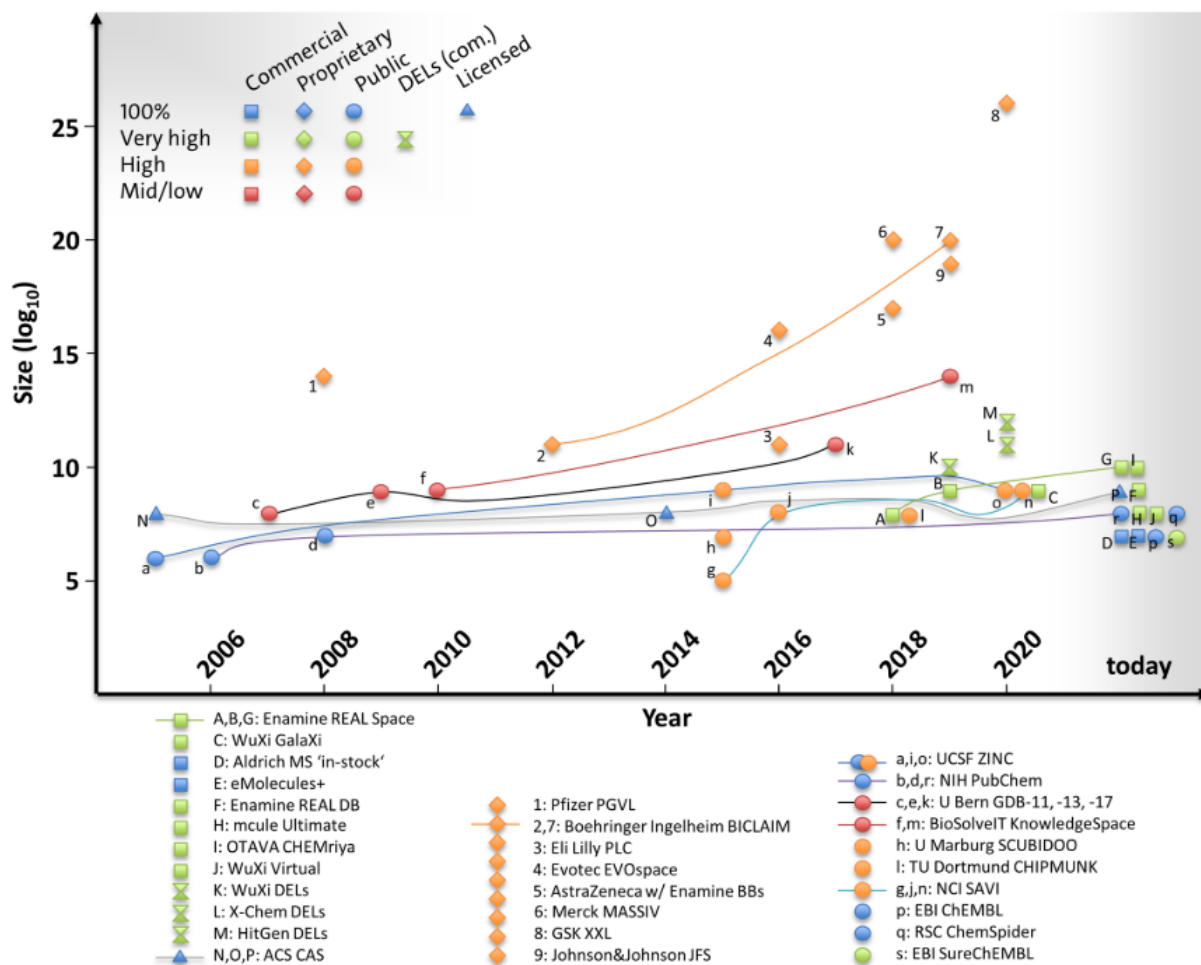 Commercial
Proprietary
Public
DELs (com.)
Licensed
100%
Very high
High
Mid/low
Size (log10)
25
20
15
10
5
8
6
7
9
5
4
1
m
M
L
3
2
k
K
G
I
f
e
c
i
B
o
n
C
P
F
N
O
j
A
l
r
H
J
q
h
d
D
E
p
s
a
b
g
2006
2008
2010
2012
2014
2016
2018
2020
today
Year
A,B,G: Enamine REAL Space
C: WuXi GalaXi
D: Aldrich MS ‘in-stock‘
E: eMolecules+
F: Enamine REAL DB
H: mcule Ultimate
I: OTAVA CHEMriya
J: WuXi Virtual
K: WuXi DELs
L: X-Chem DELs
M: HitGen DELs
N,O,P: ACS CAS
1: Pfizer PGVL
2,7: Boehringer Ingelheim BICLAIM
3: Eli Lilly PLC
4: Evotec EVOspace
5: AstraZeneca w/ Enamine BBs
6: Merck MASSIV
8: GSK XXL
9: Johnson&Johnson JFS
a,i,o: UCSF ZINC
b,d,r: NIH PubChem
c,e,k: U Bern GDB-11, -13, -17
f,m: BioSolveIT KnowledgeSpace
h: U Marburg SCUBIDOO
l: TU Dortmund CHIPMUNK
g,j,n: NCI SAVI
p: EBI ChEMBL
q: RSC ChemSpider
s: EBI SureChEMBL